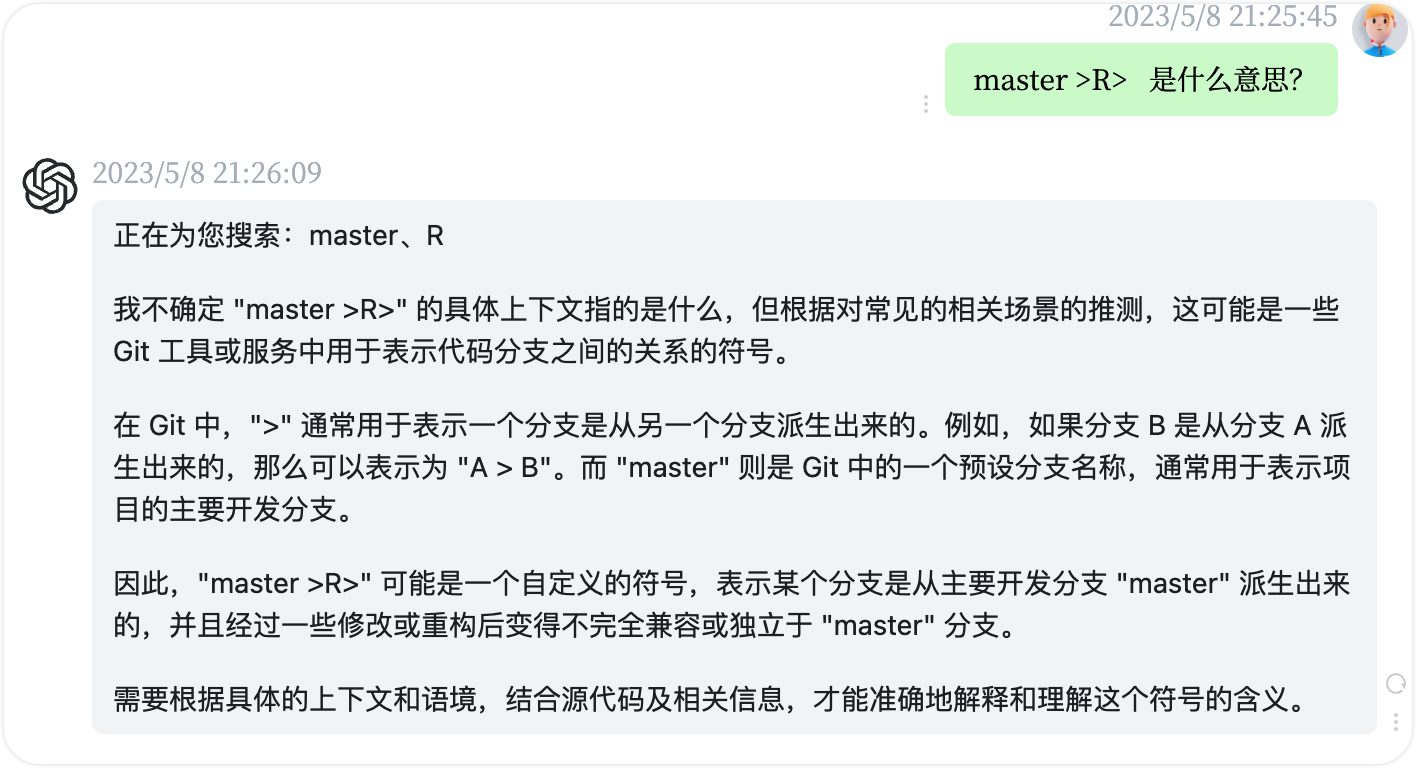 2023/5/8 21:25:45
master >R> 是什么意思?
2023/5/8 21:26:09
正在为您搜索：master、R
我不确定 "master >R>" 的具体上下文指的是什么，但根据对常见的相关场景的推测，这可能是一些
Git 工具或服务中用于表示代码分支之间的关系的符号。
在 Git 中，">" 通常用于表示一个分支是从另一个分支派生出来的。例如，如果分支 B 是从分支 A 派
生出来的，那么可以表示为 "A > B"。而 "master" 则是 Git 中的一个预设分支名称，通常用于表示项
目的主要开发分支。
因此，"master >R>" 可能是一个自定义的符号，表示某个分支是从主要开发分支 "master" 派生出来
的，并且经过一些修改或重构后变得不完全兼容或独立于 "master" 分支。
需要根据具体的上下文和语境，结合源代码及相关信息，才能准确地解释和理解这个符号的含义。